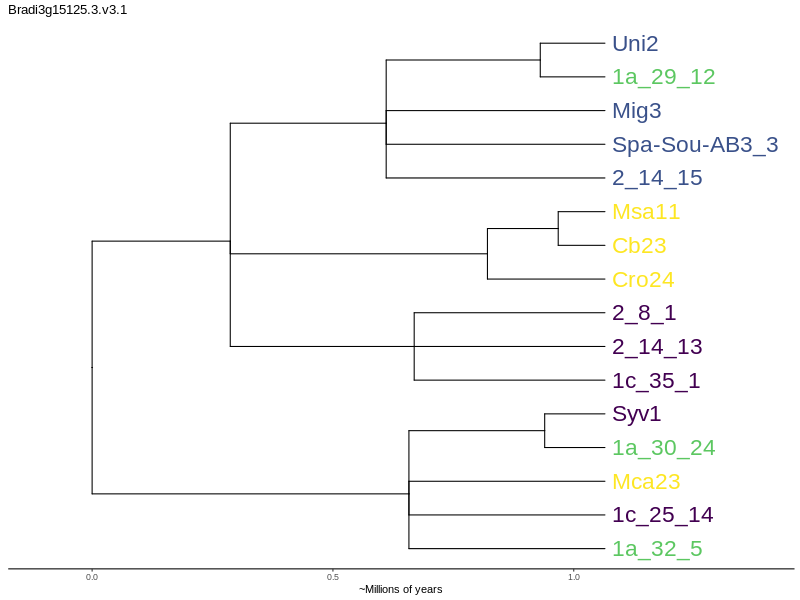 Bradi3g15125.3.v3.1
Uni2
1a_29_12
Mig3
Spa-Sou-AB3_3
2_14_15
Msa11
Cb23
Cro24
2_8_1
2_14_13
1c_35_1
Syv1
1a_30_24
Mca23
1c_25_14
1a_32_5
0.0 0.5 1.0
~Millions of years